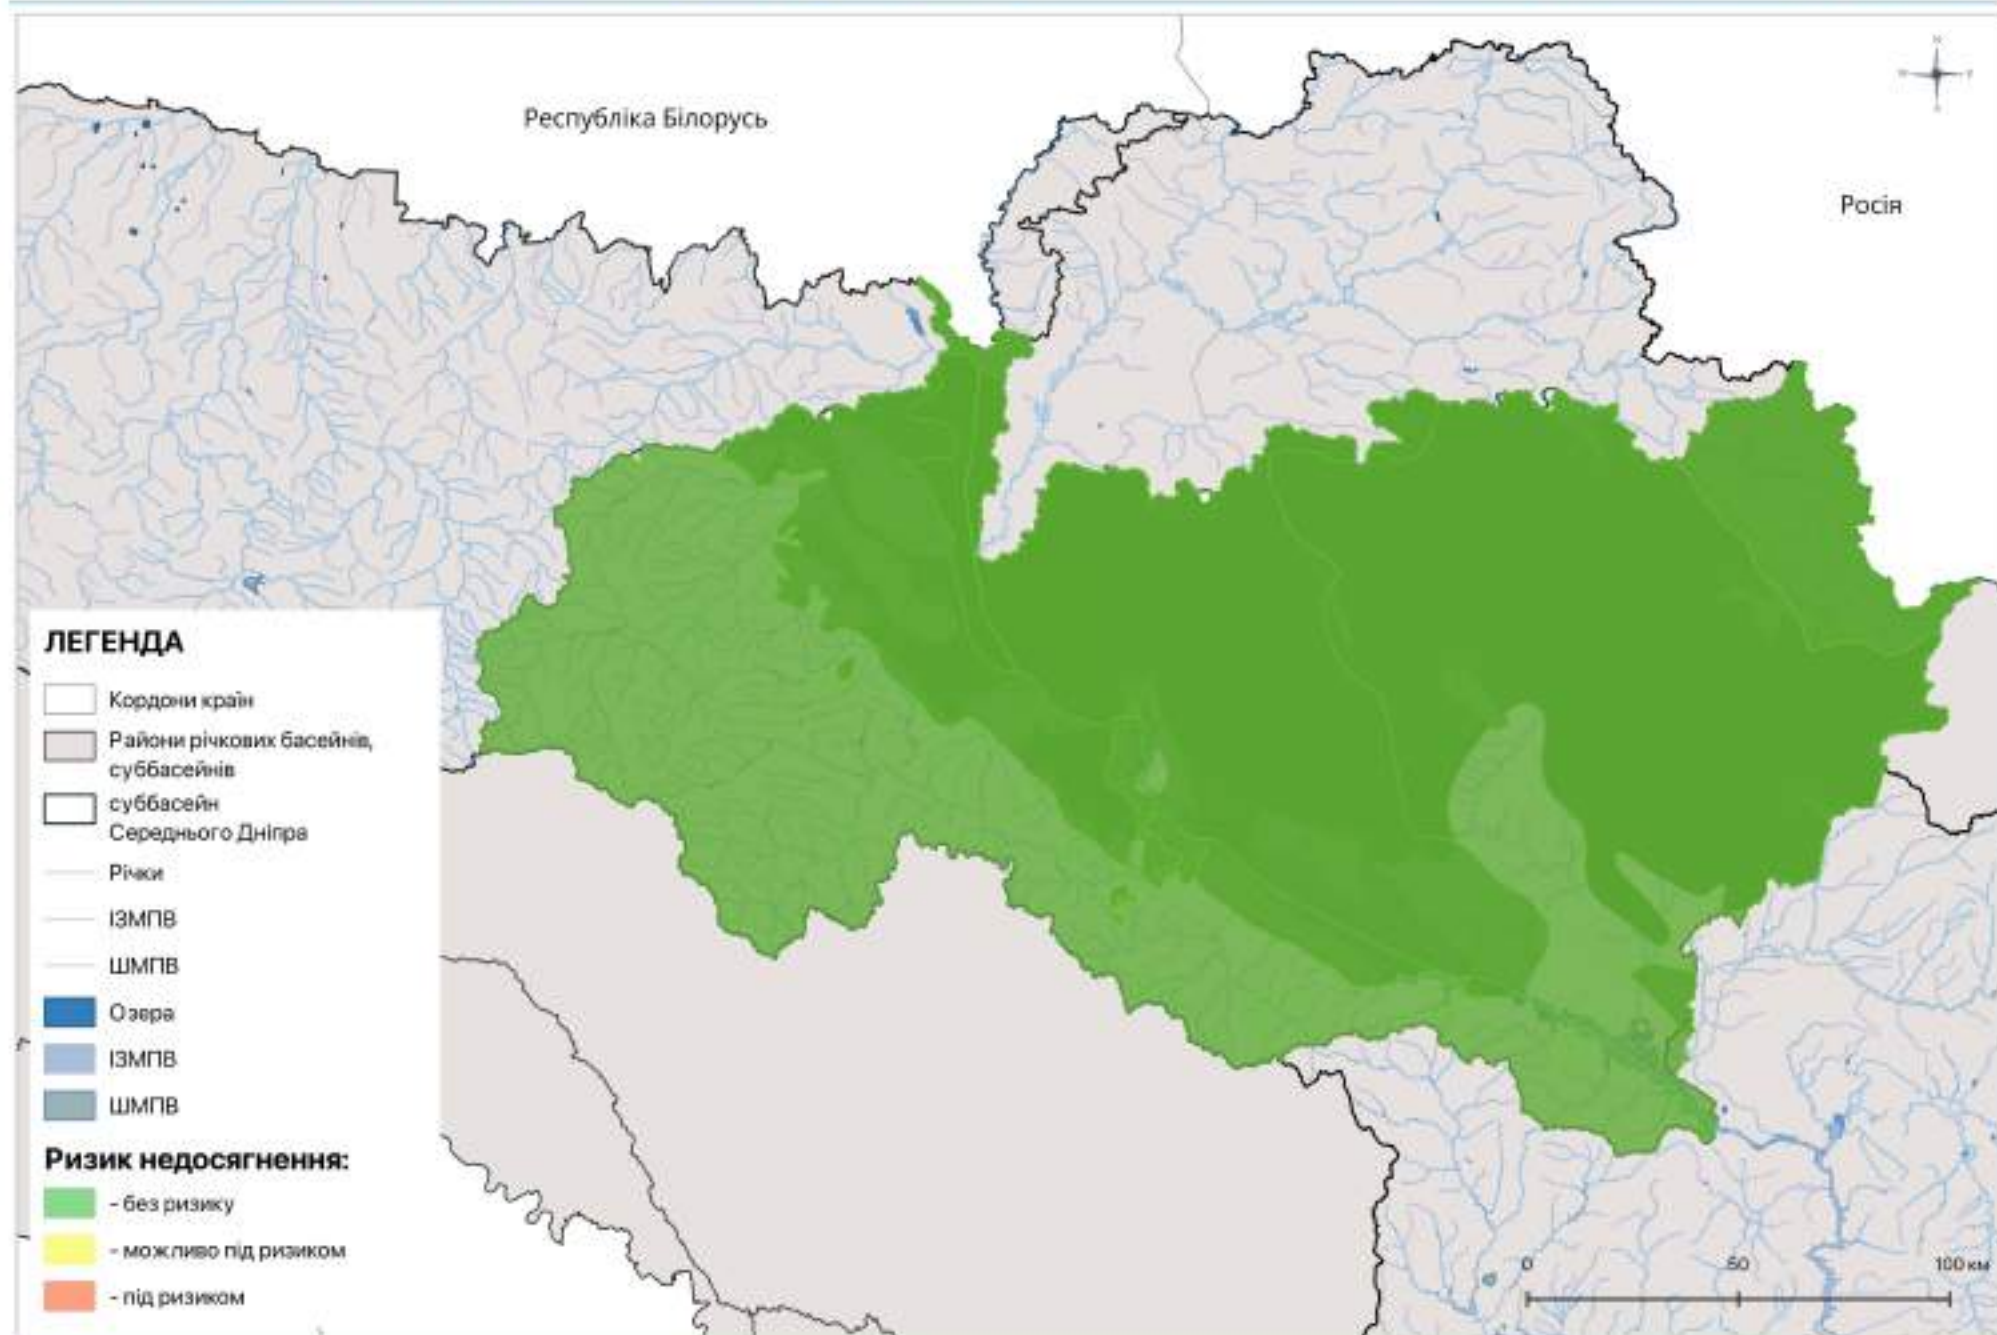 Республіка Білорусь
Росія
ЛЕГЕНДА
Кордони країн
Райони річкових басейнів,
суббасейнів
суббасейн
Середнього Дніпра
Річки
ІЗМПВ
ШМПВ
Озера
ІЗМПВ
ШМПВ
Ризик недосягнення:
- без ризику
- можливо під ризиком
- під ризиком
0 50 100 км